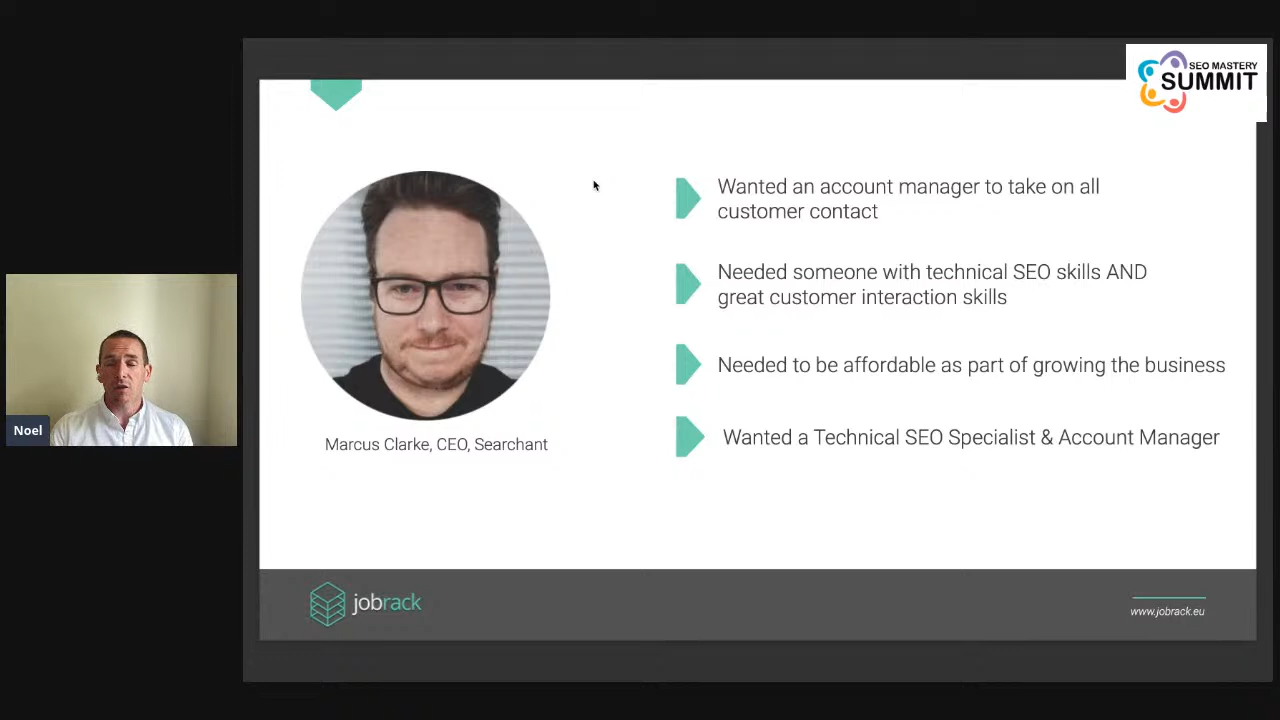 SEO MASTERY
SUMMIT
Wanted an account manager to take on all
customer contact
Needed someone with technical SEO skills AND
great customer interaction skills
Needed to be affordable as part of growing the business
Wanted a Technical SEO Specialist & Account Manager
Marcus Clarke, CEO, Searchant
Noel
jobrack
www.jobrack.eu